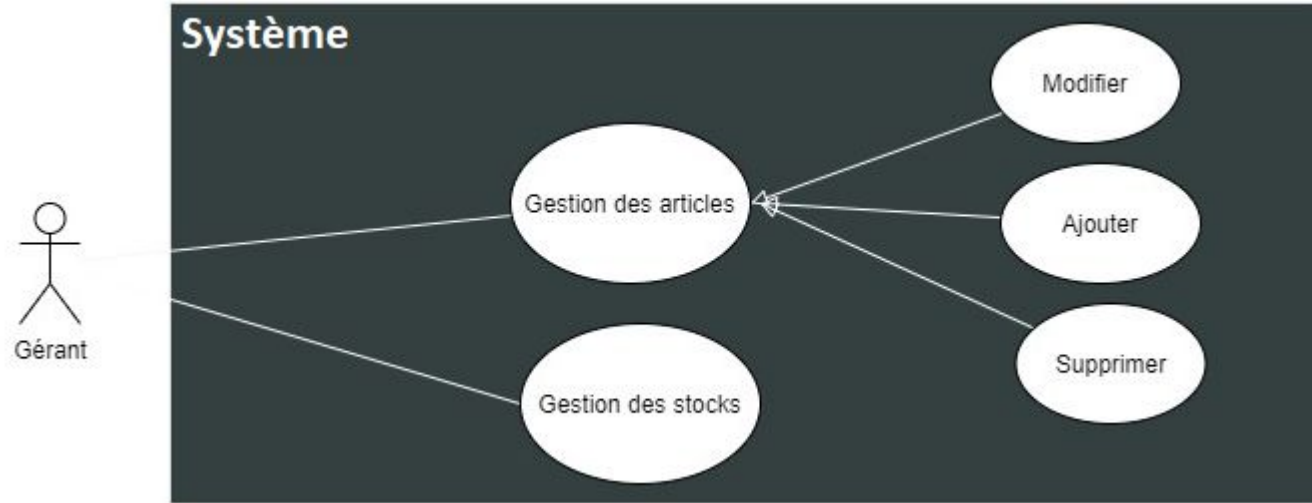 Système
Modifier
Gestion des articles
Ajouter
Gérant
Supprimer
Gestion des stocks